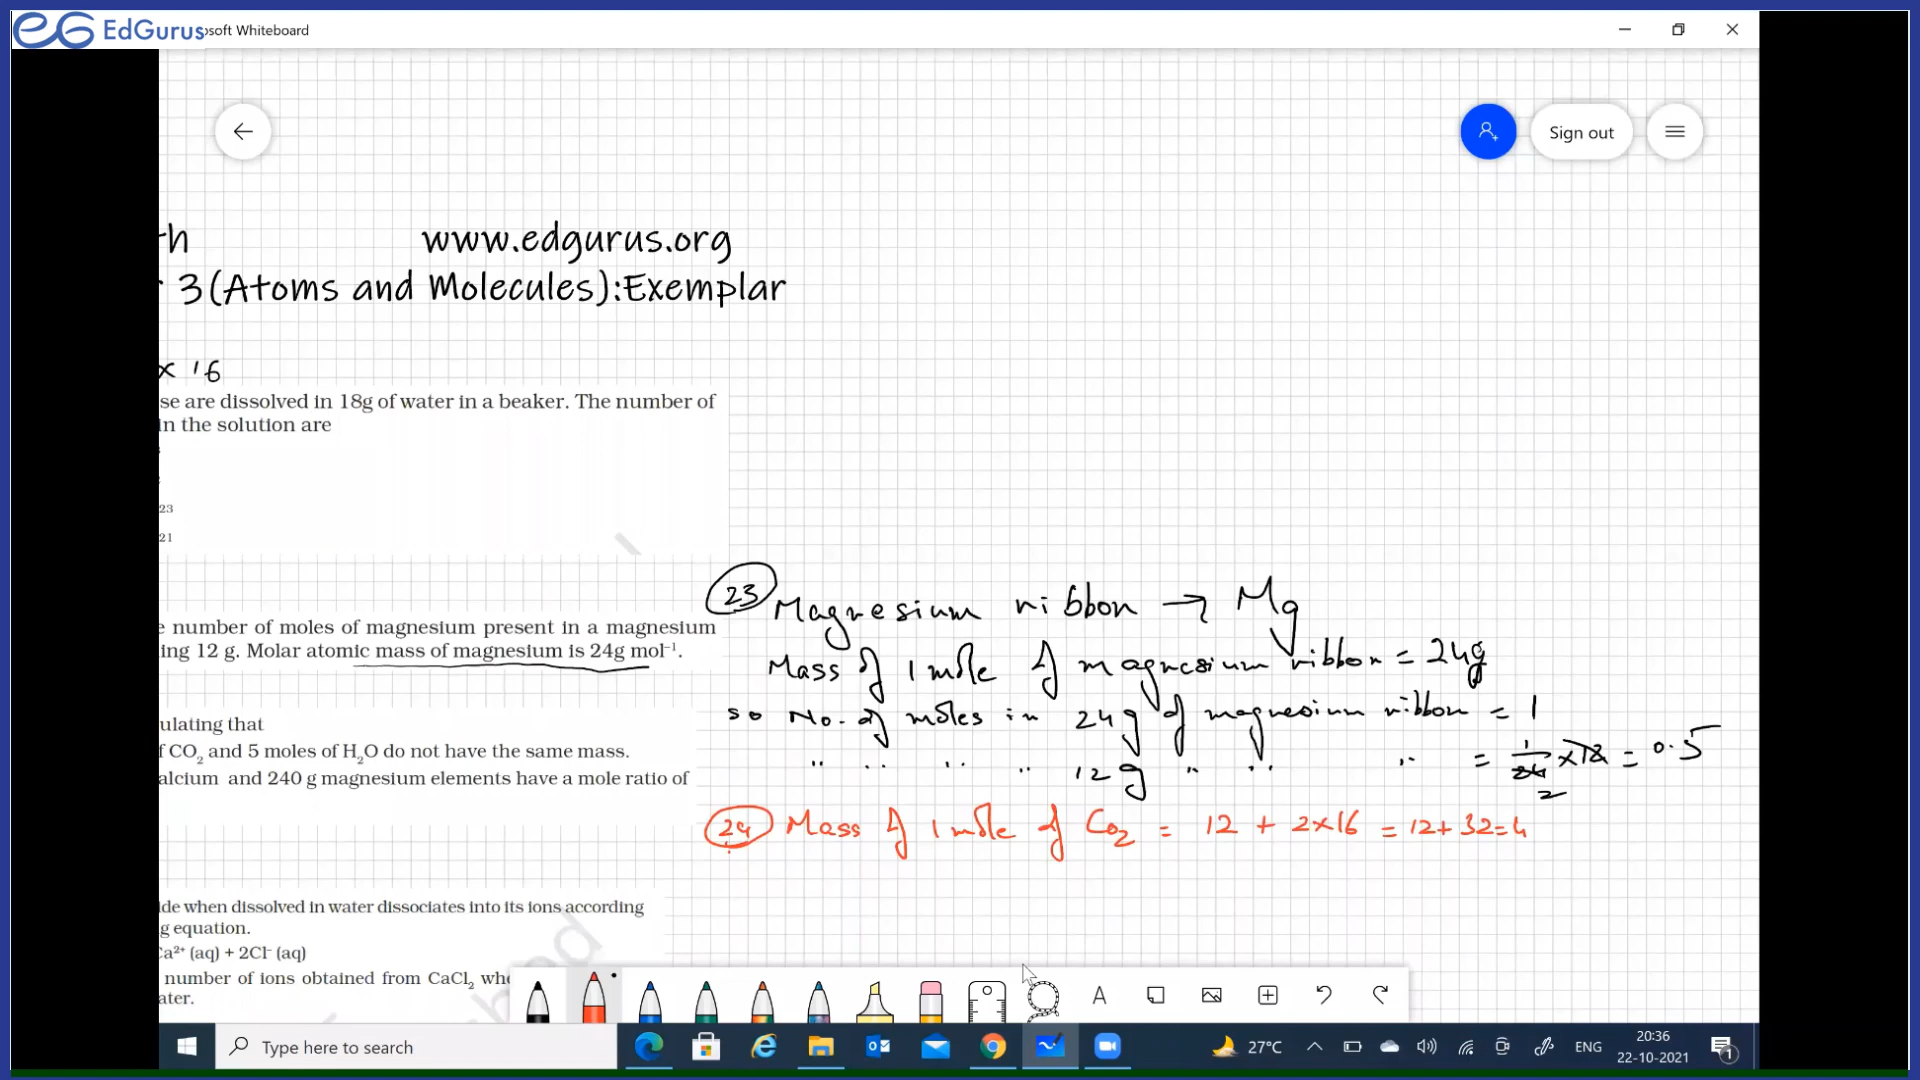 EdGurus
osoft Whiteboard
Sign out
th www.edgurus.org
r 3(Atoms and Molecules):Exemplar
x 16
se are dissolved in 18g of water in a beaker. The number of
in the solution are
23
21
e number of moles of magnesium present in a magnesium
ing 12 g. Molar atomic mass of magnesium is 24g mol⁻¹.
ulating that
f CO₂ and 5 moles of H₂O do not have the same mass.
alcium and 240 g magnesium elements have a mole ratio of
ide when dissolved in water dissociates into its ions according
g equation.
Ca²⁺ (aq) + 2Cl⁻ (aq)
number of ions obtained from CaCl₂ whe
ater.
23 Magnesium ribbon → Mg
Mass of 1 mole of magnesium ribbon = 24g
so No. of moles in 24g of magnesium ribbon = 1
" " " " 12g " " " = 1/24 x 12 = 0.5
2
24 Mass of 1 mole of CO₂ = 12 + 2x16 = 12+32=4
A
Type here to search
27°C
ENG
20:36
22-10-2021
1